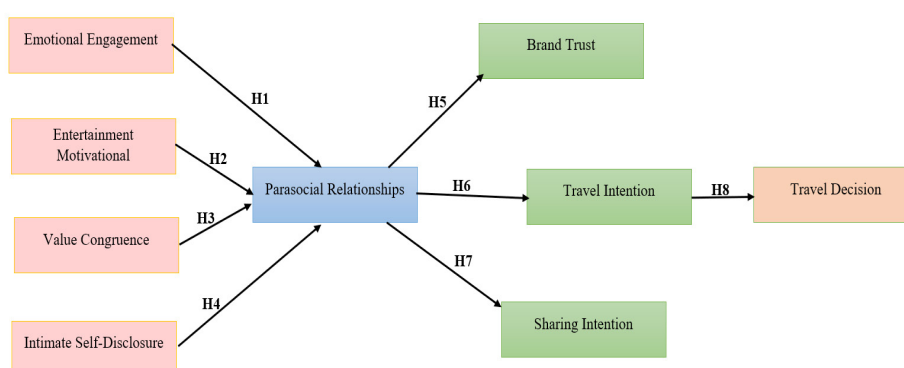 Emotional Engagement
Brand Trust
H1
H5
Entertainment
Motivational
H2
Parasocial Relationships
H6
Travel Intention
H8
Travel Decision
H3
Value Congruence
H7
H4
Intimate Self-Disclosure
Sharing Intention